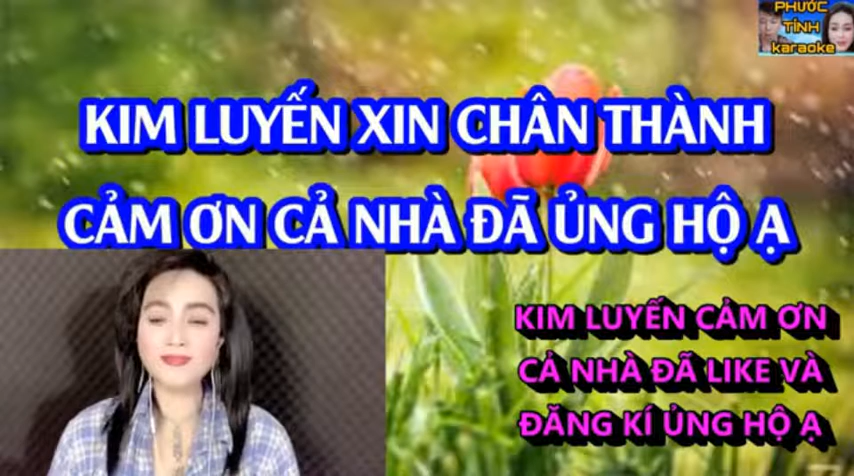 PHƯỚC
TÍNH
karaoke
KIM LUYẾN XIN CHÂN THÀNH
CẢM ƠN CẢ NHÀ ĐÃ ỦNG HỘ Ạ
KIM LUYẾN CẢM ƠN
CẢ NHÀ ĐÃ LIKE VÀ
ĐĂNG KÍ ỦNG HỘ Ạ